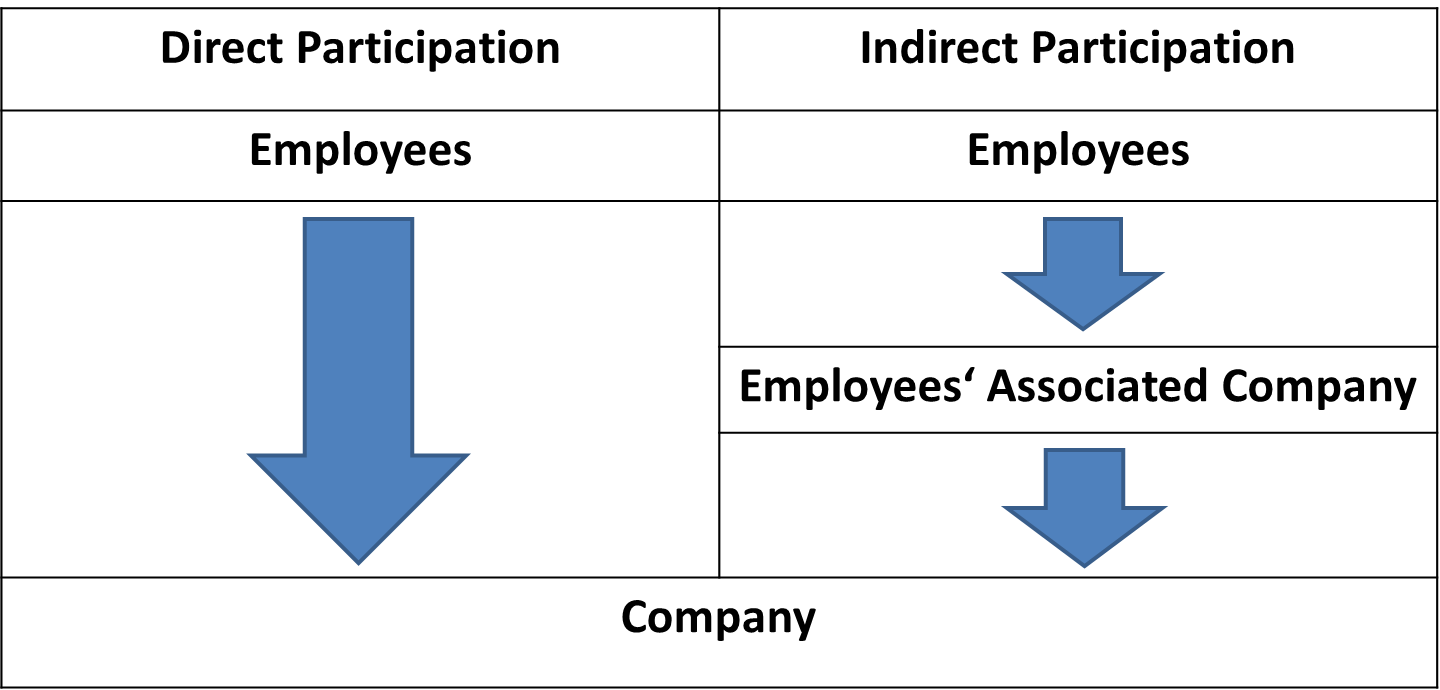 Direct Participation
Indirect Participation
Employees
Employees
Employees‘ Associated Company
Company